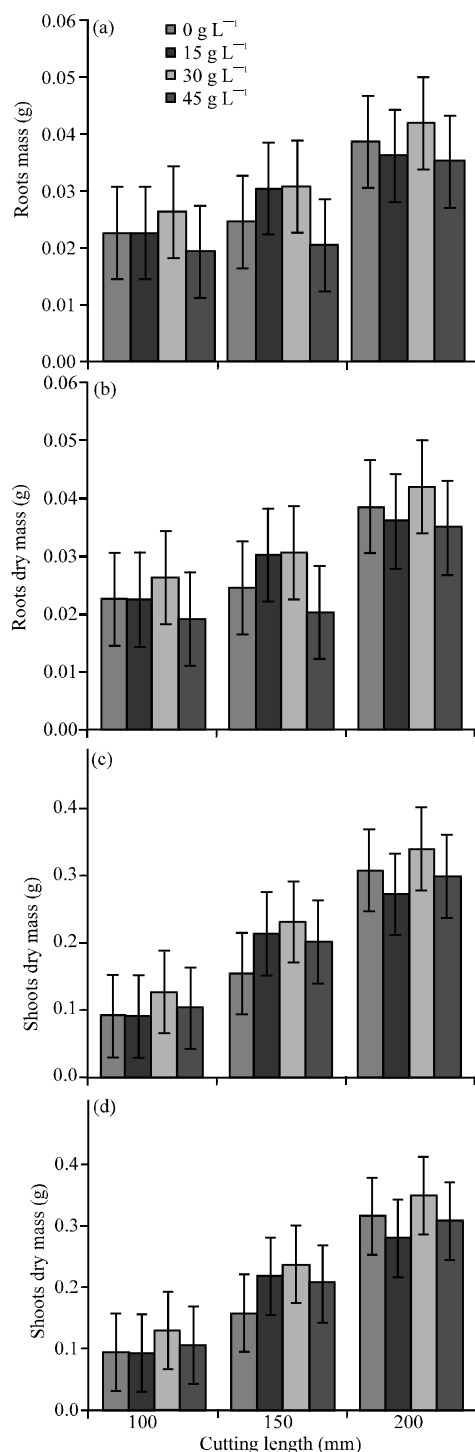 (a)
0 g L⁻¹
15 g L⁻¹
30 g L⁻¹
45 g L⁻¹
Roots mass (g)
0.06
0.05
0.04
0.03
0.02
0.01
0.00
(b)
Roots dry mass (g)
0.06
0.05
0.04
0.03
0.02
0.01
0.00
(c)
Shoots dry mass (g)
0.4
0.3
0.2
0.1
0.0
(d)
Shoots dry mass (g)
0.4
0.3
0.2
0.1
0.0
100 150 200
Cutting length (mm)